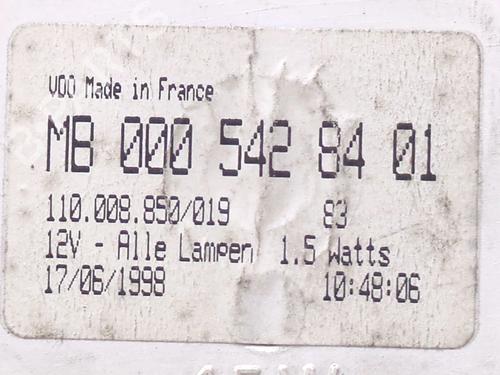 VDO Made in France
MB 000 542 84 01
110.008.850/019 83
12V - Alle Lampen 1.5 Watts
17/06/1998 10:48:06